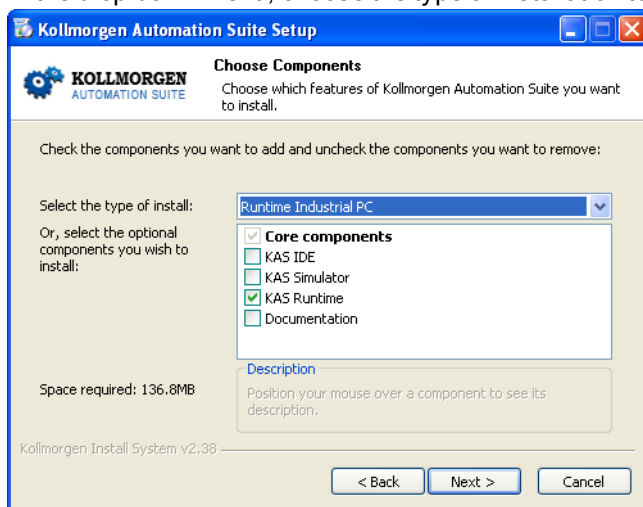 Kollmorgen Automation Suite Setup
KOLLMORGEN
AUTOMATION SUITE
Choose Components
Choose which features of Kollmorgen Automation Suite you want
to install.
Check the components you want to add and uncheck the components you want to remove:
Select the type of install:
Runtime Industrial PC
Or, select the optional
components you wish to
install:
Core components
KAS IDE
KAS Simulator
KAS Runtime
Documentation
Space required: 136.8MB
Description
Position your mouse over a component to see its
description.
Kollmorgen Install System v2.38
< Back
Next >
Cancel